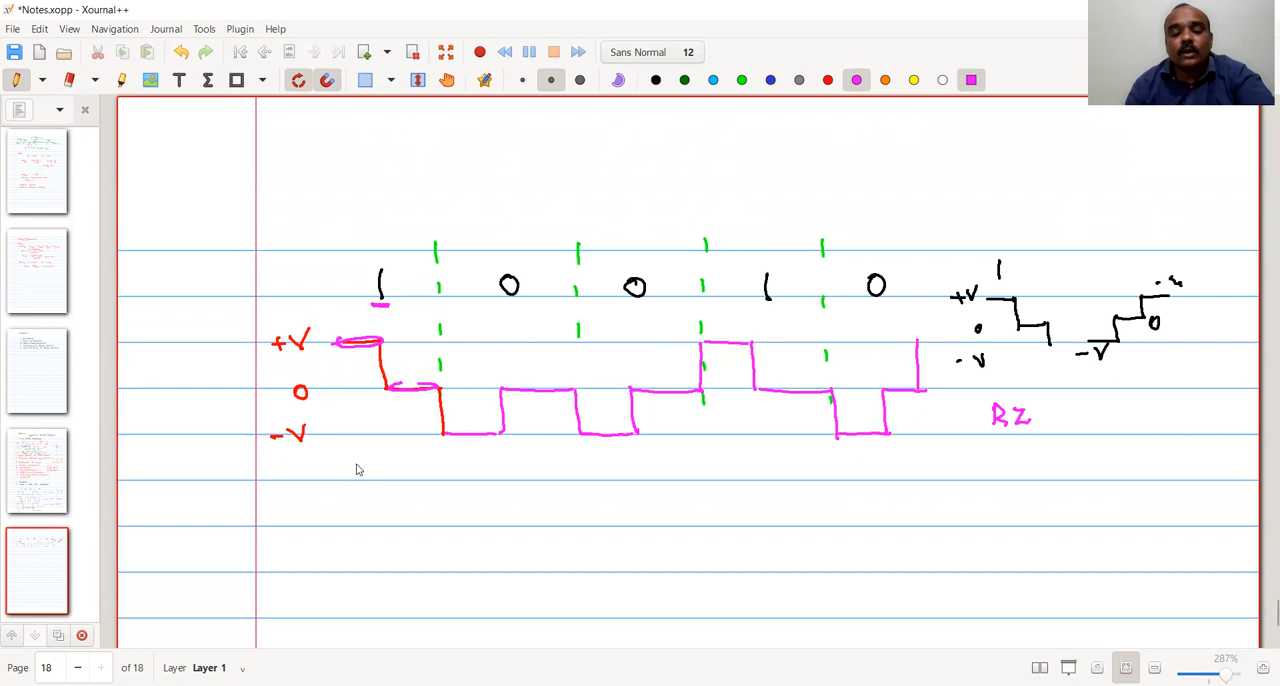 *Notes.xopp - Xournal++
File Edit View Navigation Journal Tools Plugin Help
Sans Normal 12
1 0 0 1 0
+V
0
-V
1
+V
0
-V
-V
0
RZ
287%
Page 18 of 18 Layer Layer 1